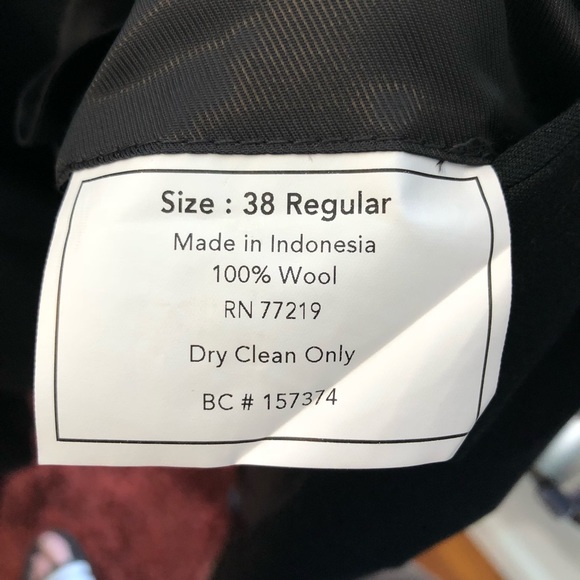 Size : 38 Regular
Made in Indonesia
100% Wool
RN 77219
Dry Clean Only
BC # 157374